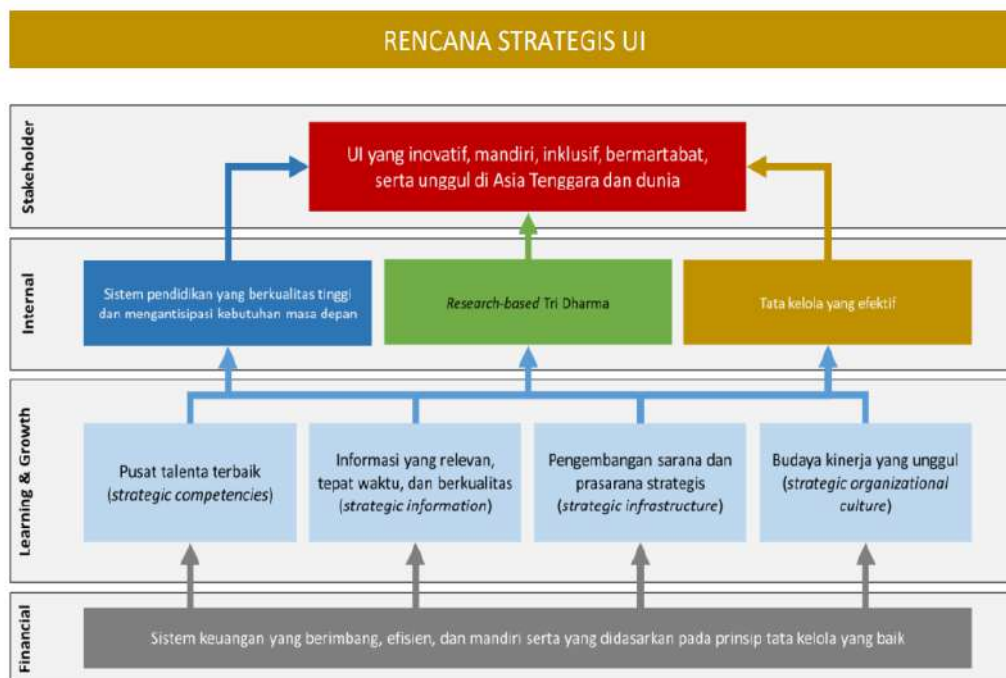 RENCANA STRATEGIS UI
Stakeholder
UI yang inovatif, mandiri, inklusif, bermartabat,
serta unggul di Asia Tenggara dan dunia
Internal
Sistem pendidikan yang berkualitas tinggi
dan mengantisipasi kebutuhan masa depan
Research-based Tri Dharma
Tata kelola yang efektif
Learning & Growth
Pusat talenta terbaik
(strategic competencies)
Informasi yang relevan,
tepat waktu, dan berkualitas
(strategic information)
Pengembangan sarana dan
prasarana strategis
(strategic infrastructure)
Budaya kinerja yang unggul
(strategic organizational
culture)
Financial
Sistem keuangan yang berimbang, efisien, dan mandiri serta yang didasarkan pada prinsip tata kelola yang baik